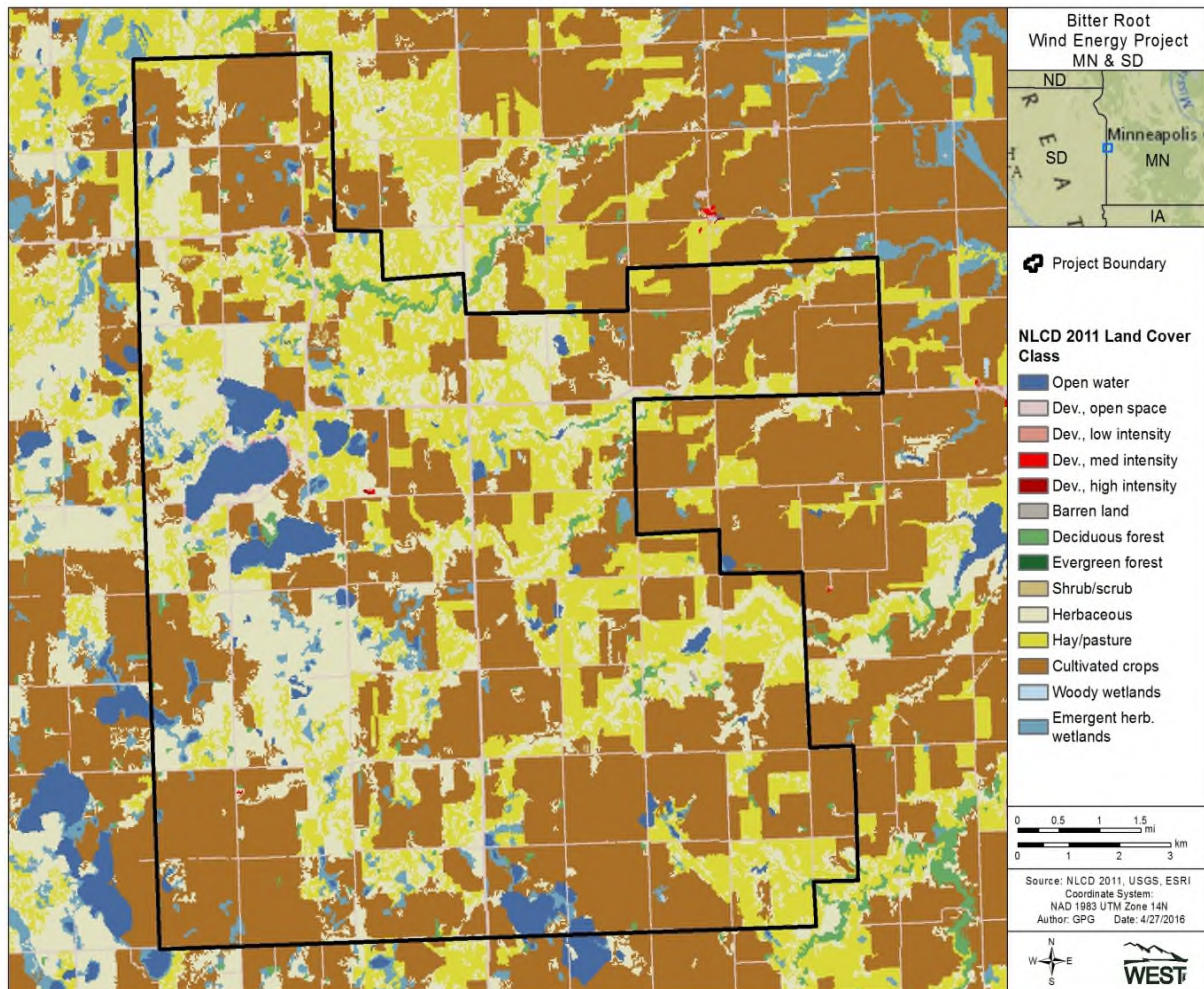 Bitter Root
Wind Energy Project
MN & SD
ND
Minneapolis
SD
MN
IA
R
E
A
T
Project Boundary
NLCD 2011 Land Cover
Class
Open water
Dev., open space
Dev., low intensity
Dev., med intensity
Dev., high intensity
Barren land
Deciduous forest
Evergreen forest
Shrub/scrub
Herbaceous
Hay/pasture
Cultivated crops
Woody wetlands
Emergent herb.
wetlands
0 0.5 1 1.5
mi
km
0 1 2 3
Source: NLCD 2011, USGS, ESRI
Coordinate System:
NAD 1983 UTM Zone 14N
Author: GPG Date: 4/27/2016
N
W E
S
WEST